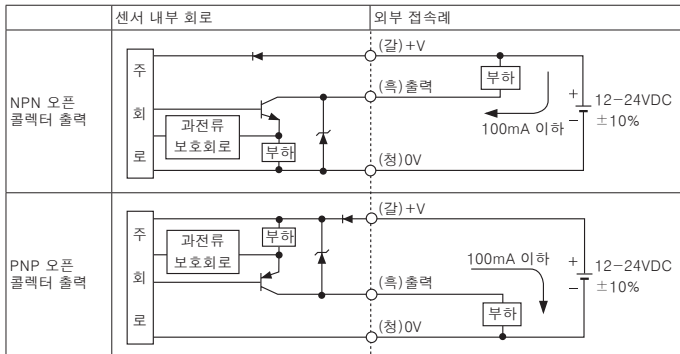 센서 내부 회로
외부 접속례
NPN 오픈
콜렉터 출력
주
회
로
과전류
보호회로
부하
(갈)+V
(흑)출력
(청)0V
부하
100mA 이하
+
−
12−24VDC
±10%
PNP 오픈
콜렉터 출력
주
회
로
과전류
보호회로
부하
(갈)+V
(흑)출력
(청)0V
100mA 이하
부하
+
−
12−24VDC
±10%